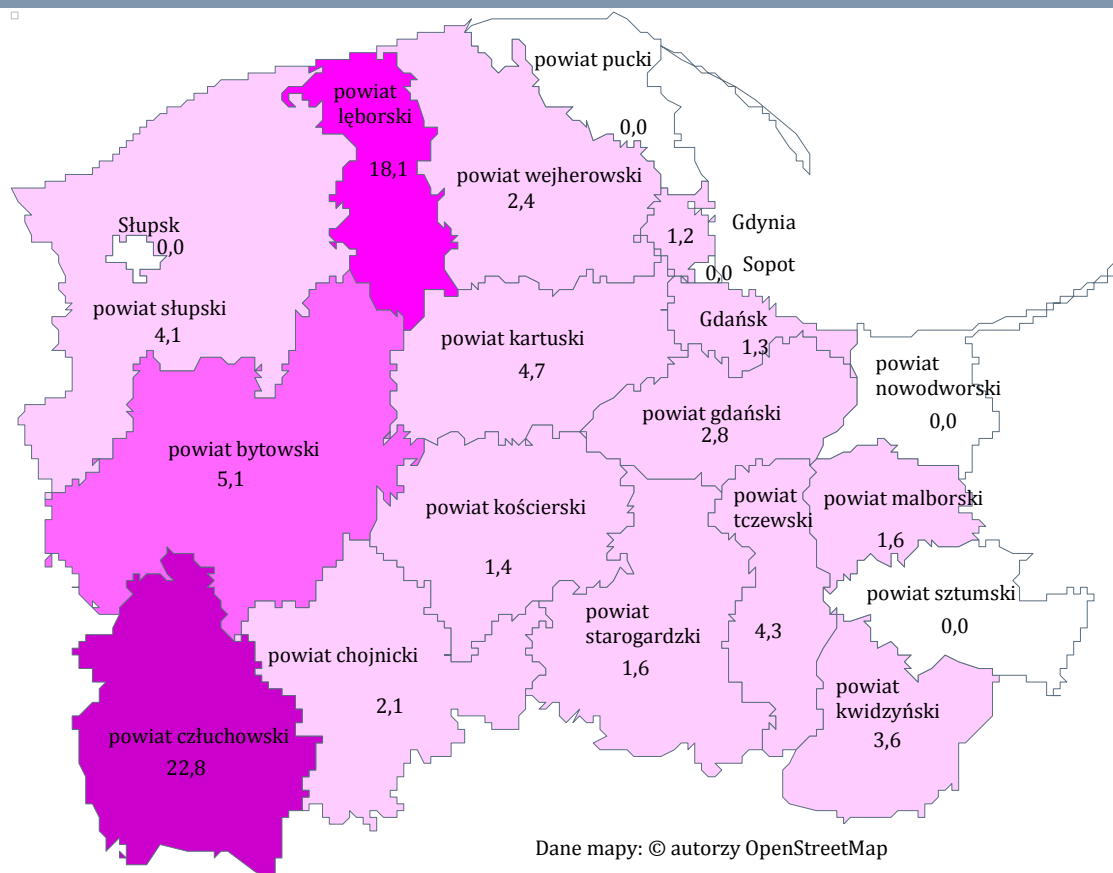 powiat pucki
0,0
powiat
lęborski
18,1
powiat wejherowski
2,4
Gdynia
1,2
Sopot
0,0
Słupsk
0,0
powiat słupski
4,1
Gdańsk
1,3
powiat kartuski
4,7
powiat
nowodworski
0,0
powiat gdański
2,8
powiat bytowski
5,1
powiat kościerski
1,4
powiat
tczewski
4,3
powiat malborski
1,6
powiat sztumski
0,0
powiat
starogardzki
1,6
powiat chojnicki
2,1
powiat
kwidzyński
3,6
powiat człuchowski
22,8
Dane mapy: © autorzy OpenStreetMap